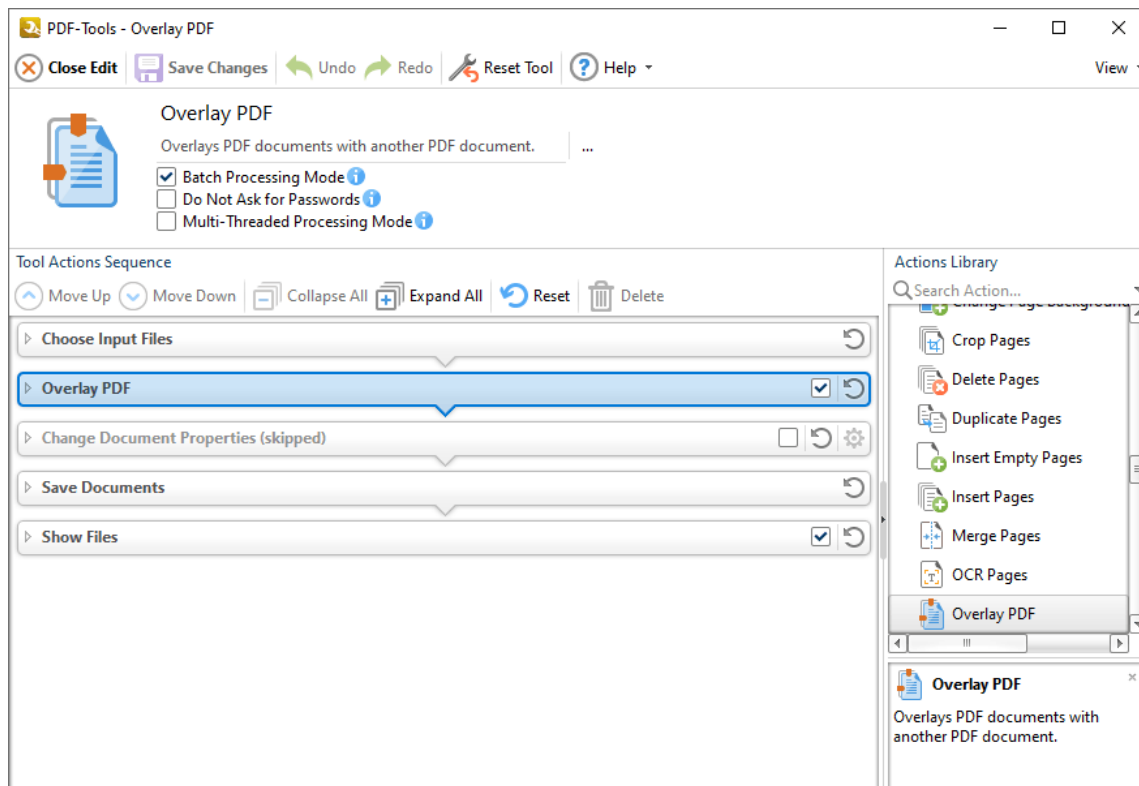 PDF-Tools - Overlay PDF
Close Edit Save Changes Undo Redo Reset Tool Help View
Overlay PDF
Overlays PDF documents with another PDF document. ...
Batch Processing Mode
Do Not Ask for Passwords
Multi-Threaded Processing Mode
Tool Actions Sequence
Move Up Move Down Collapse All Expand All Reset Delete
Choose Input Files
Overlay PDF
Change Document Properties (skipped)
Save Documents
Show Files
Actions Library
Search Action...
Change Page Background
Crop Pages
Delete Pages
Duplicate Pages
Insert Empty Pages
Insert Pages
Merge Pages
OCR Pages
Overlay PDF
Overlay PDF
Overlays PDF documents with
another PDF document.